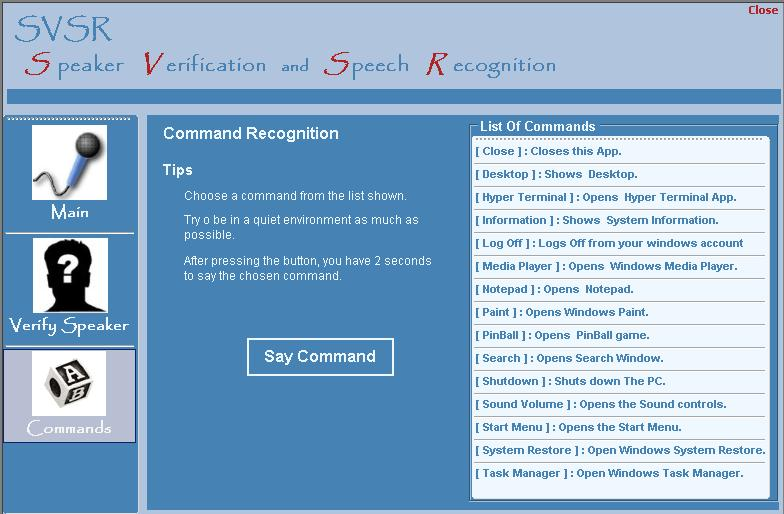 Close
SVSR
Speaker Verification and Speech Recognition
Main
Verify Speaker
A
B
Commands
Command Recognition
Tips
Choose a command from the list shown.
Try o be in a quiet environment as much as
possible.
After pressing the button, you have 2 seconds
to say the chosen command.
Say Command
List Of Commands
[ Close ] : Closes this App.
[ Desktop ] : Shows  Desktop.
[ Hyper Terminal ] : Opens  Hyper Terminal App.
[ Information ] : Shows  System Information.
[ Log Off ] : Logs Off from your windows account
[ Media Player ] : Opens  Windows Media Player.
[ Notepad ] : Opens  Notepad.
[ Paint ] : Opens Windows Paint.
[ PinBall ] : Opens  PinBall game.
[ Search ] : Opens Search Window.
[ Shutdown ] : Shuts down The PC.
[ Sound Volume ] : Opens the Sound controls.
[ Start Menu ] : Opens the Start Menu.
[ System Restore ] : Open Windows System Restore.
[ Task Manager ] : Open Windows Task Manager.